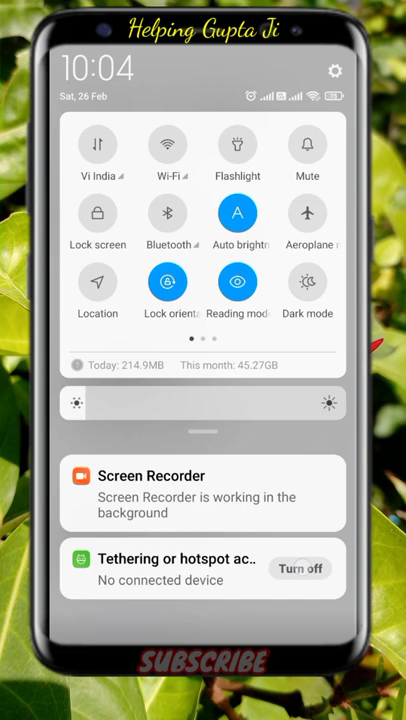 Helping Gupta Ji
10:04
Sat, 26 Feb
Vi India
Wi-Fi
Flashlight
Mute
Lock screen
Bluetooth
Auto brightn
Aeroplane
Location
Lock orient
Reading mod
Dark mode
Today: 214.9MB This month: 45.27GB
Screen Recorder
Screen Recorder is working in the
background
Tethering or hotspot ac..
Turn off
No connected device
SUBSCRIBE